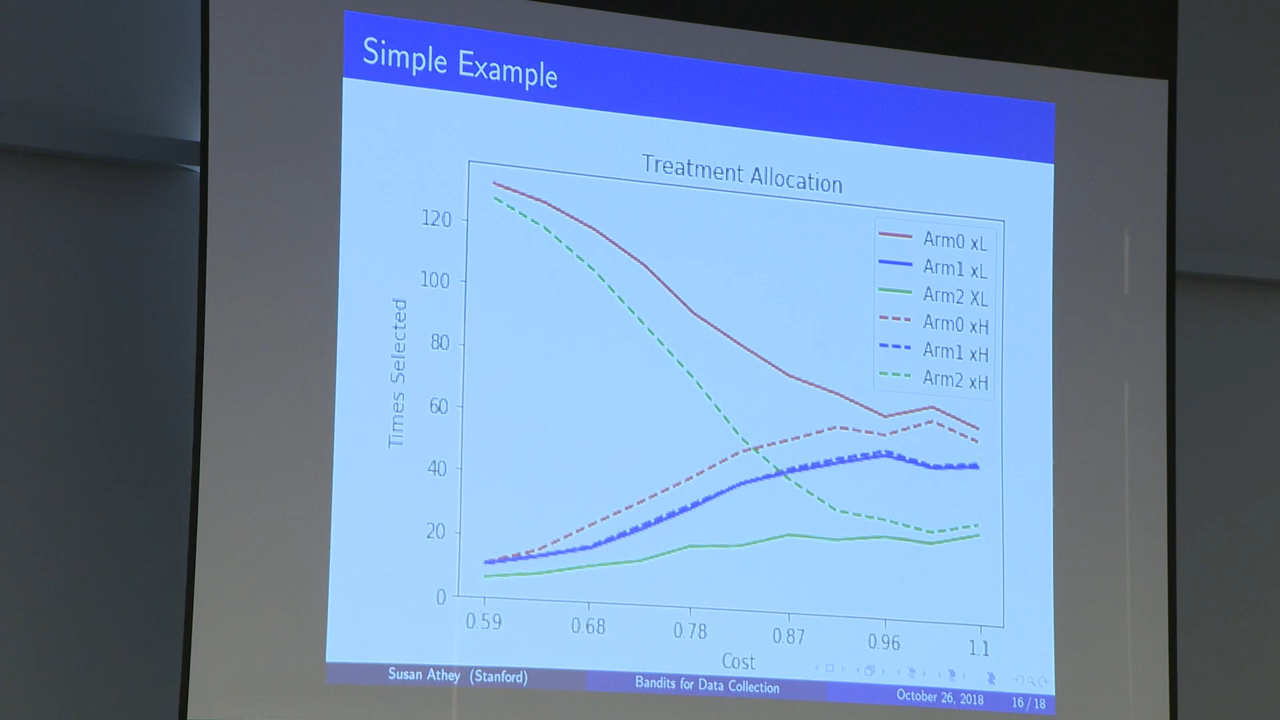 Simple Example
Treatment Allocation
Times Selected
120
100
80
60
40
20
0
Arm0 xL
Arm1 xL
Arm2 XL
Arm0 xH
Arm1 xH
Arm2 xH
0.59 0.68 0.78 0.87 0.96 1.1
Cost
Susan Athey (Stanford) Bandits for Data Collection October 26, 2018 16 / 18